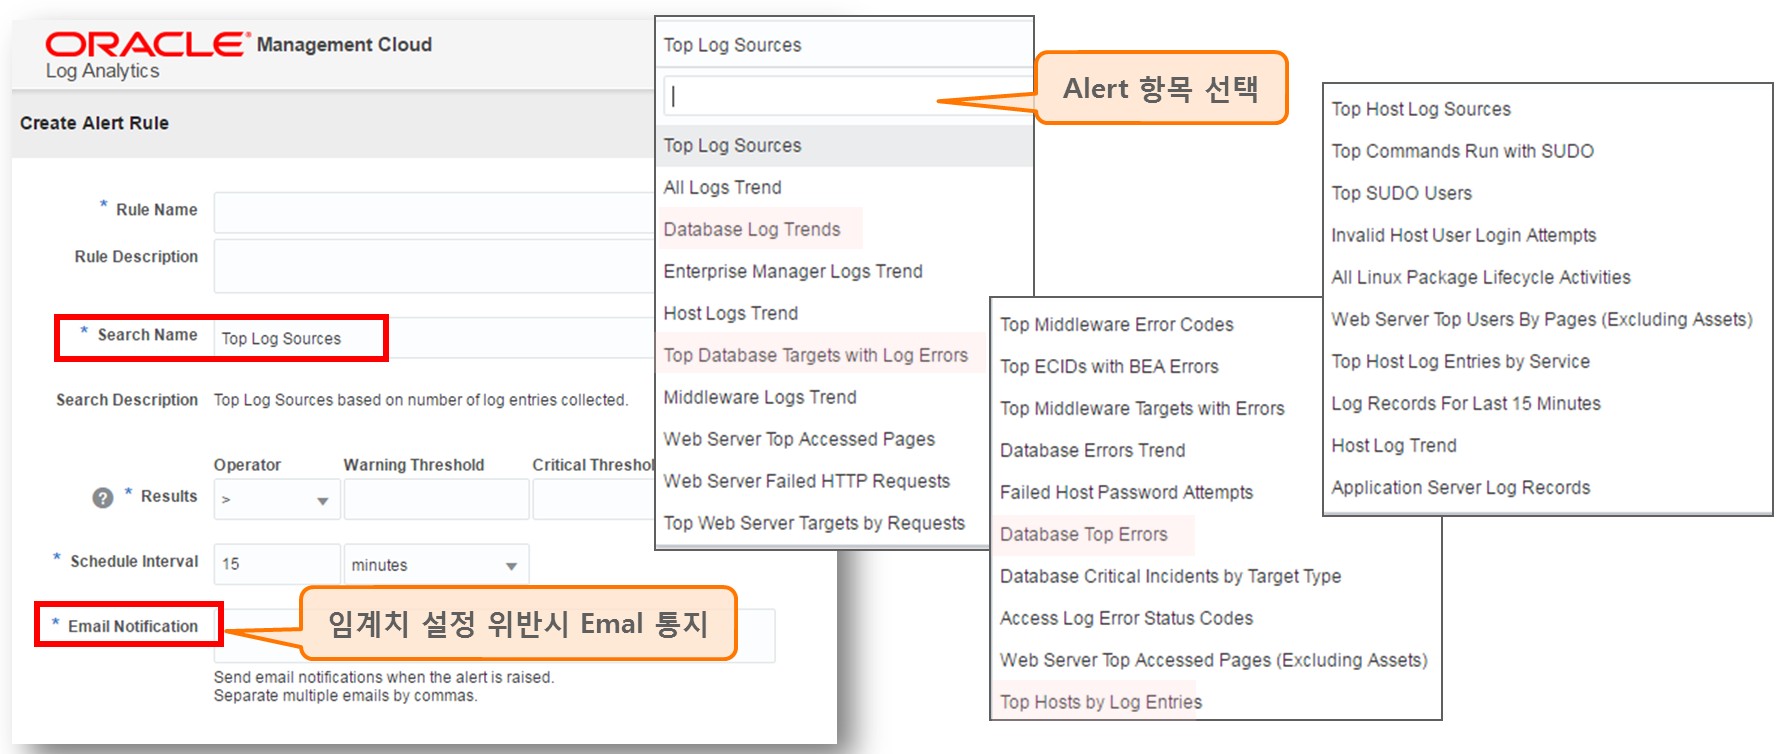 ORACLE® Management Cloud
Log Analytics
Create Alert Rule
* Rule Name
Rule Description
* Search Name Top Log Sources
Search Description Top Log Sources based on number of log entries collected.
Operator Warning Threshold Critical Threshol
? * Results >
* Schedule Interval 15 minutes
* Email Notification
임계치 설정 위반시 Emal 통지
Send email notifications when the alert is raised.
Separate multiple emails by commas.
Top Log Sources
Alert 항목 선택
Top Log Sources
All Logs Trend
Database Log Trends
Enterprise Manager Logs Trend
Host Logs Trend
Top Database Targets with Log Errors
Middleware Logs Trend
Web Server Top Accessed Pages
Web Server Failed HTTP Requests
Top Web Server Targets by Requests
Top Middleware Error Codes
Top ECIDs with BEA Errors
Top Middleware Targets with Errors
Database Errors Trend
Failed Host Password Attempts
Database Top Errors
Database Critical Incidents by Target Type
Access Log Error Status Codes
Web Server Top Accessed Pages (Excluding Assets)
Top Hosts by Log Entries
Top Host Log Sources
Top Commands Run with SUDO
Top SUDO Users
Invalid Host User Login Attempts
All Linux Package Lifecycle Activities
Web Server Top Users By Pages (Excluding Assets)
Top Host Log Entries by Service
Log Records For Last 15 Minutes
Host Log Trend
Application Server Log Records